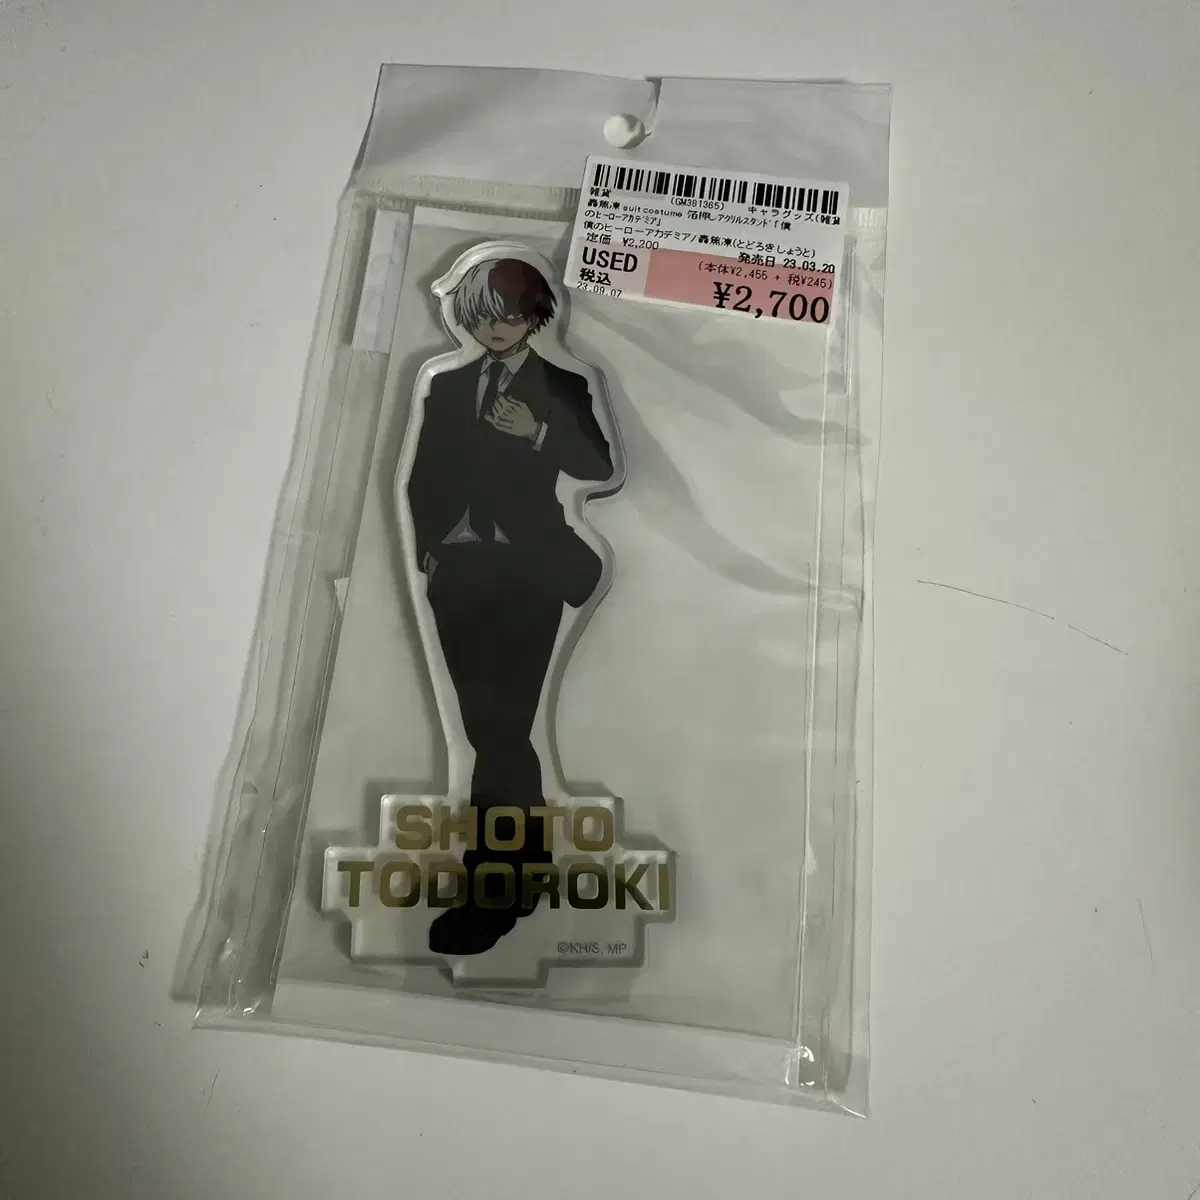 雑貨 (GM381365) キャラグッズ(雑貨
轟焦凍 suit costume 箔押しアクリルスタンド「僕
のヒーローアカデミア」
僕のヒーローアカデミア/轟焦凍(とどろきしょうと)
定価 ¥2,200 発売日 23.03.20
USED (本体¥2,455 + 税¥245)
税込 ¥2,700
23.09.07
SHOTO
TODOROKI
©KH/S, MP